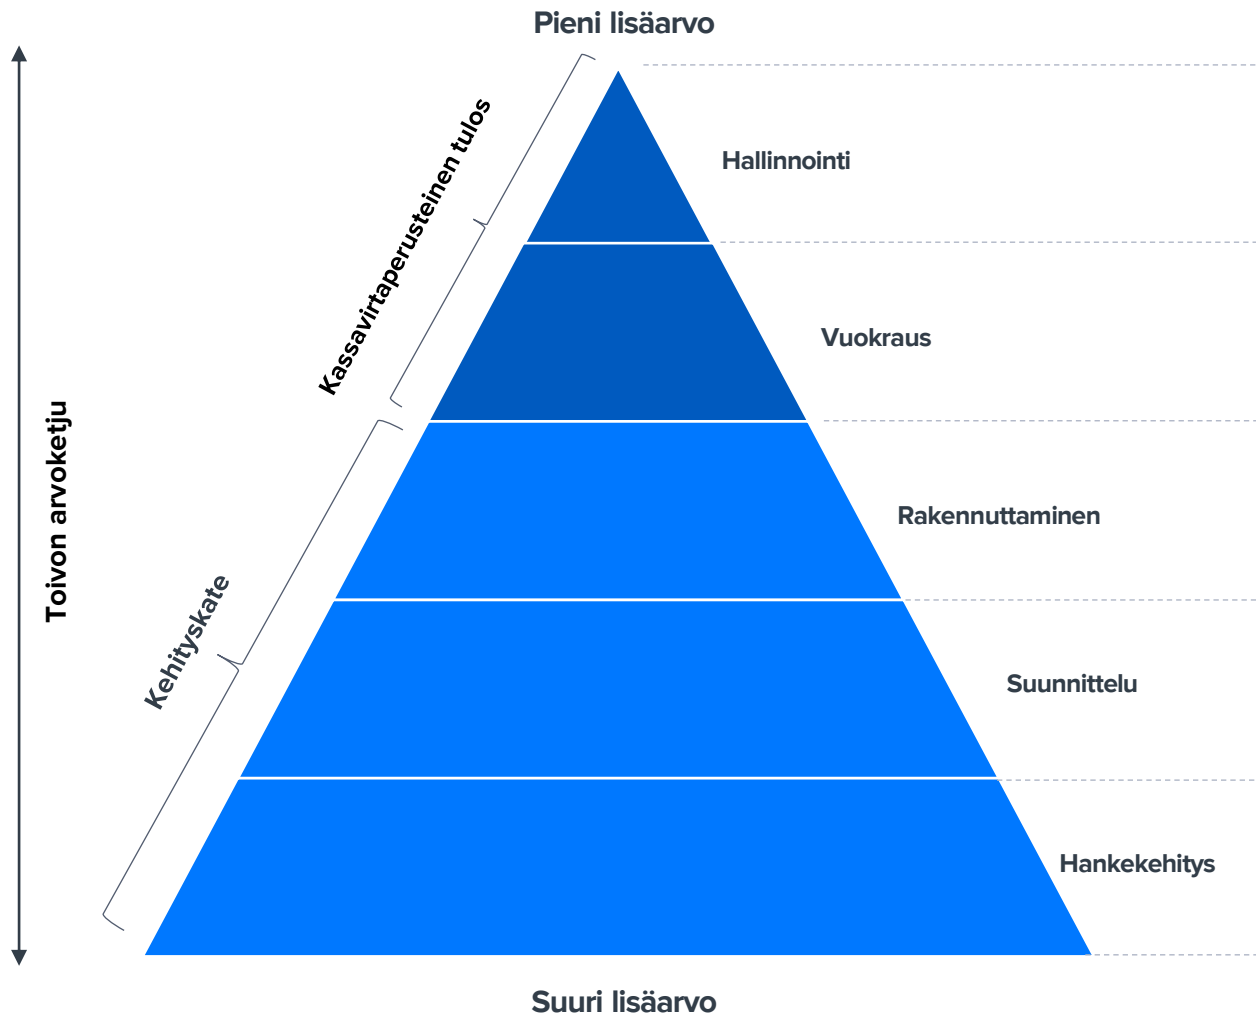 Pieni lisäarvo
Kassavirtaperusteinen tulos
Hallinnointi
Vuokraus
Toivon arvoketju
Rakennuttaminen
Kehityskate
Suunnittelu
Hankekehitys
Suuri lisäarvo